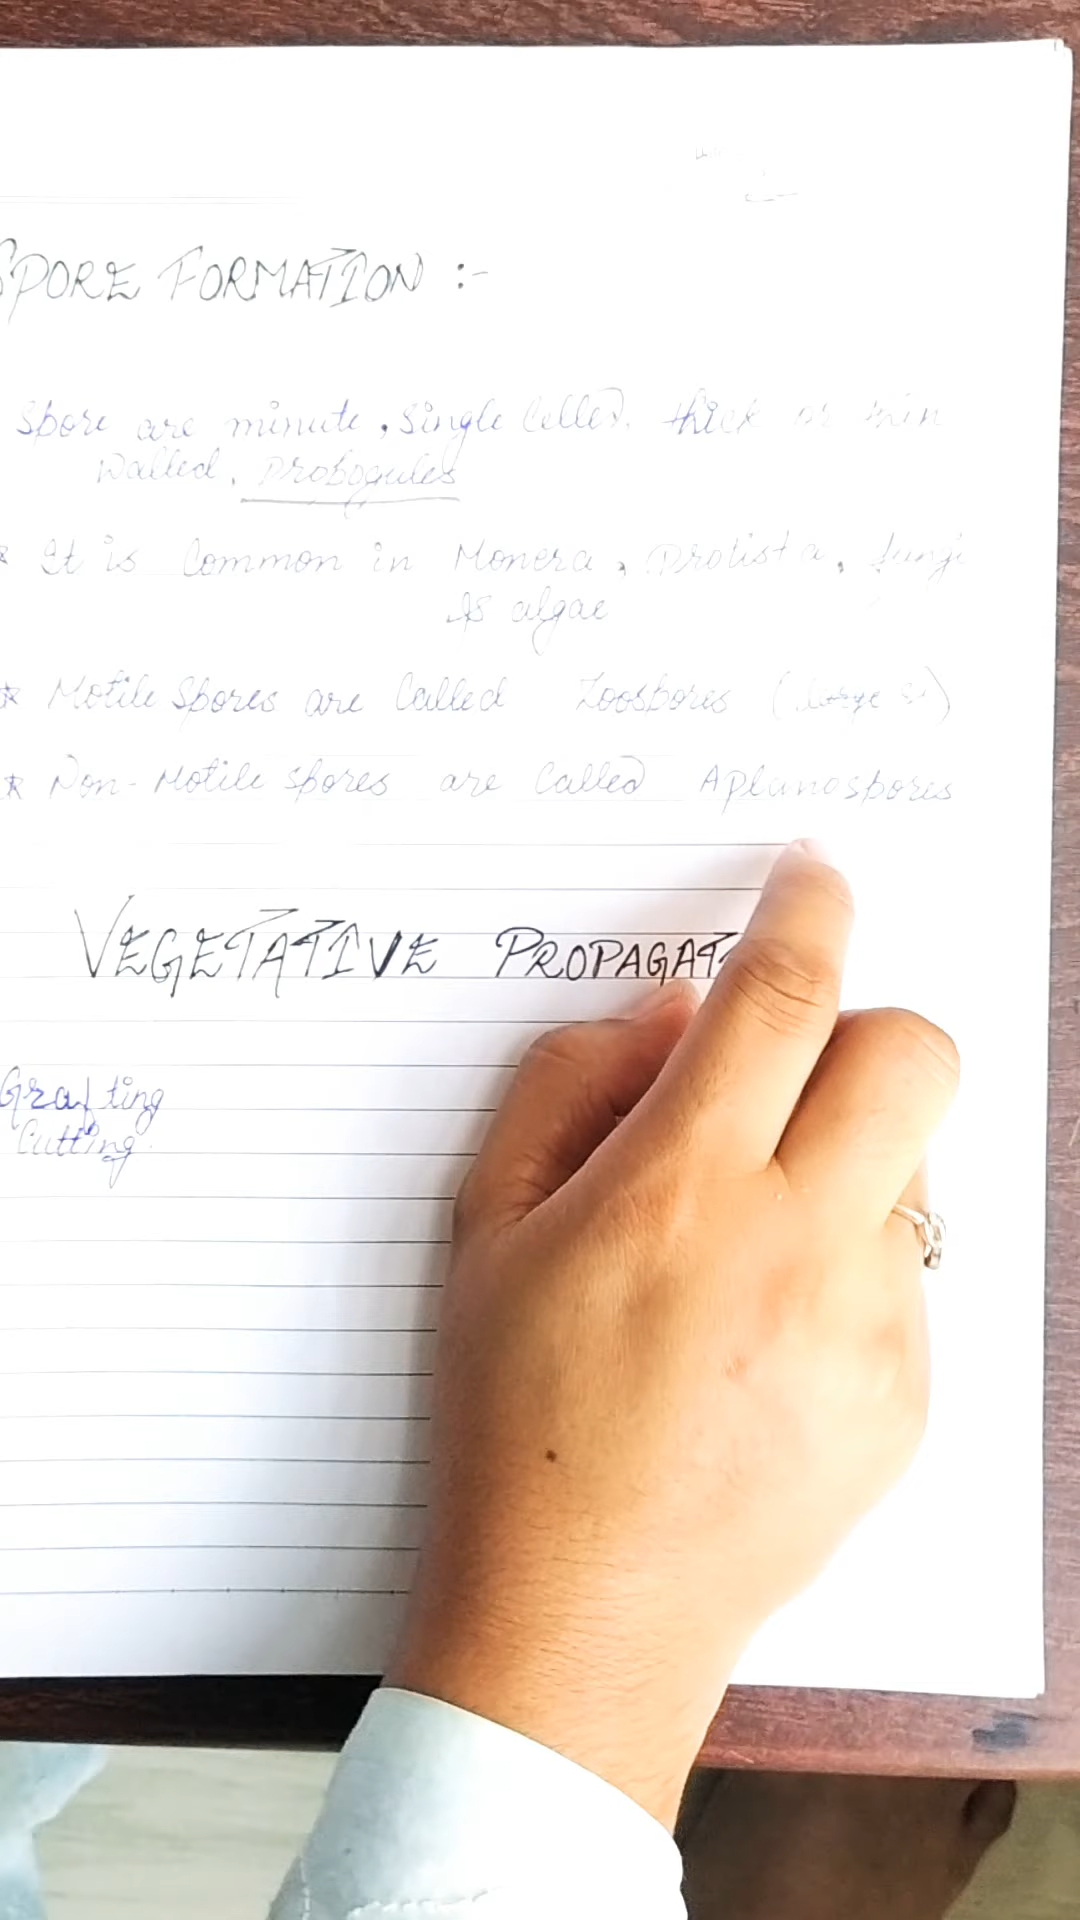 SPORE FORMATION :-
Spore are minute, Single Celled, thick or thin
walled, Probogules
* It is Common in Monera, Protista, fungi
& algae
* Motile Spores are Called Zoospores (
* Non-Motile spores are Called Aplanospores
VEGETATIVE PROPAGAT
Grafting
Cutting